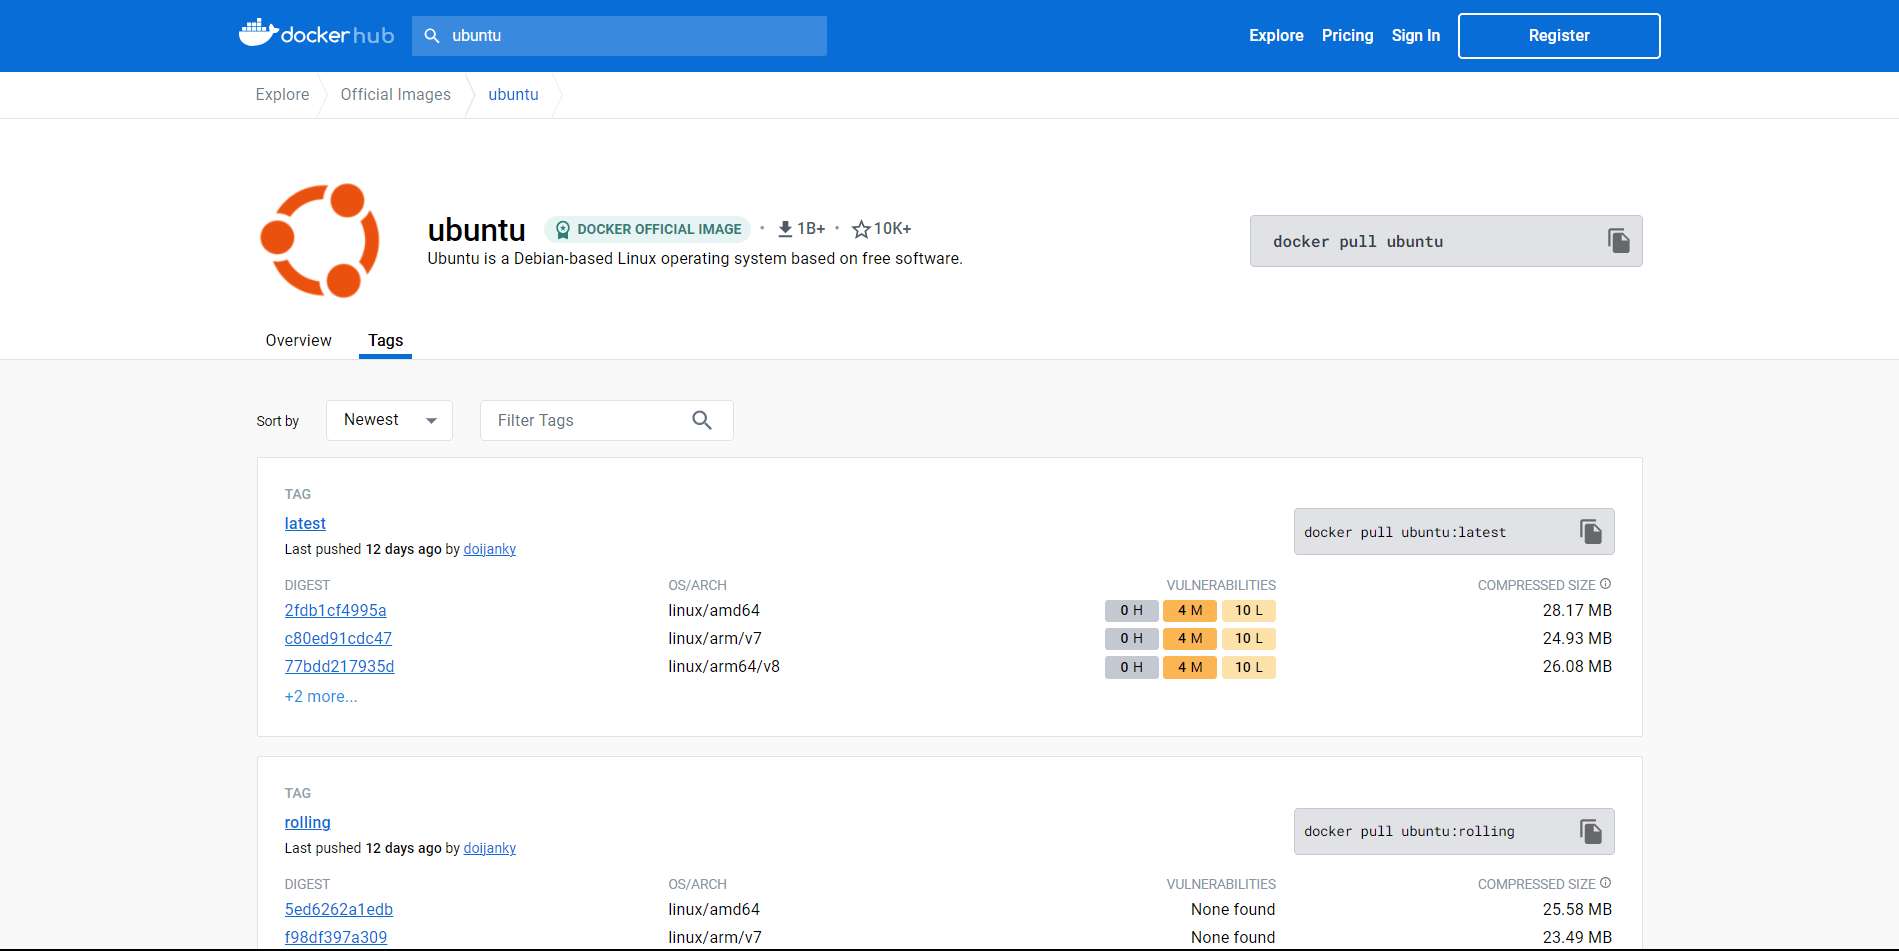 docker hub
ubuntu
Explore Pricing Sign In Register
Explore Official Images ubuntu
ubuntu DOCKER OFFICIAL IMAGE · 1B+ · 10K+
Ubuntu is a Debian-based Linux operating system based on free software.
docker pull ubuntu
Overview Tags
Sort by Newest Filter Tags
TAG
latest
Last pushed 12 days ago by doijanky
docker pull ubuntu:latest
DIGEST OS/ARCH VULNERABILITIES COMPRESSED SIZE
2fdb1cf4995a linux/amd64 0 H 4 M 10 L 28.17 MB
c80ed91cdc47 linux/arm/v7 0 H 4 M 10 L 24.93 MB
77bdd217935d linux/arm64/v8 0 H 4 M 10 L 26.08 MB
+2 more...
TAG
rolling
Last pushed 12 days ago by doijanky
docker pull ubuntu:rolling
DIGEST OS/ARCH VULNERABILITIES COMPRESSED SIZE
5ed6262a1edb linux/amd64 None found 25.58 MB
f98df397a309 linux/arm/v7 None found 23.49 MB